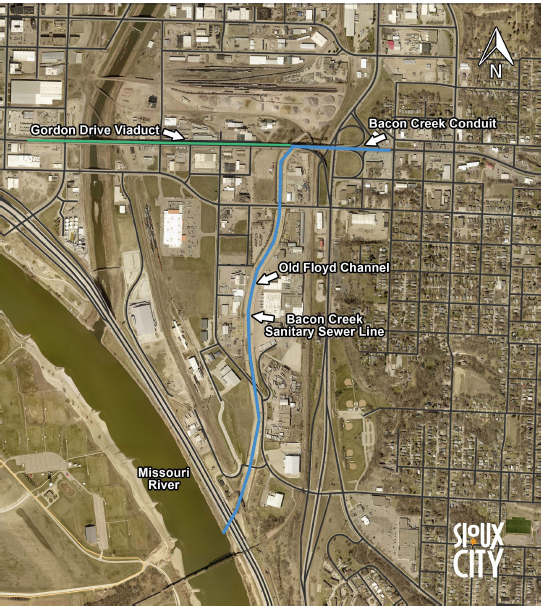 N
Bacon Creek Conduit
Gordon Drive Viaduct
Old Floyd Channel
Bacon Creek
Sanitary Sewer Line
Missouri
River
SIOUX
CITY